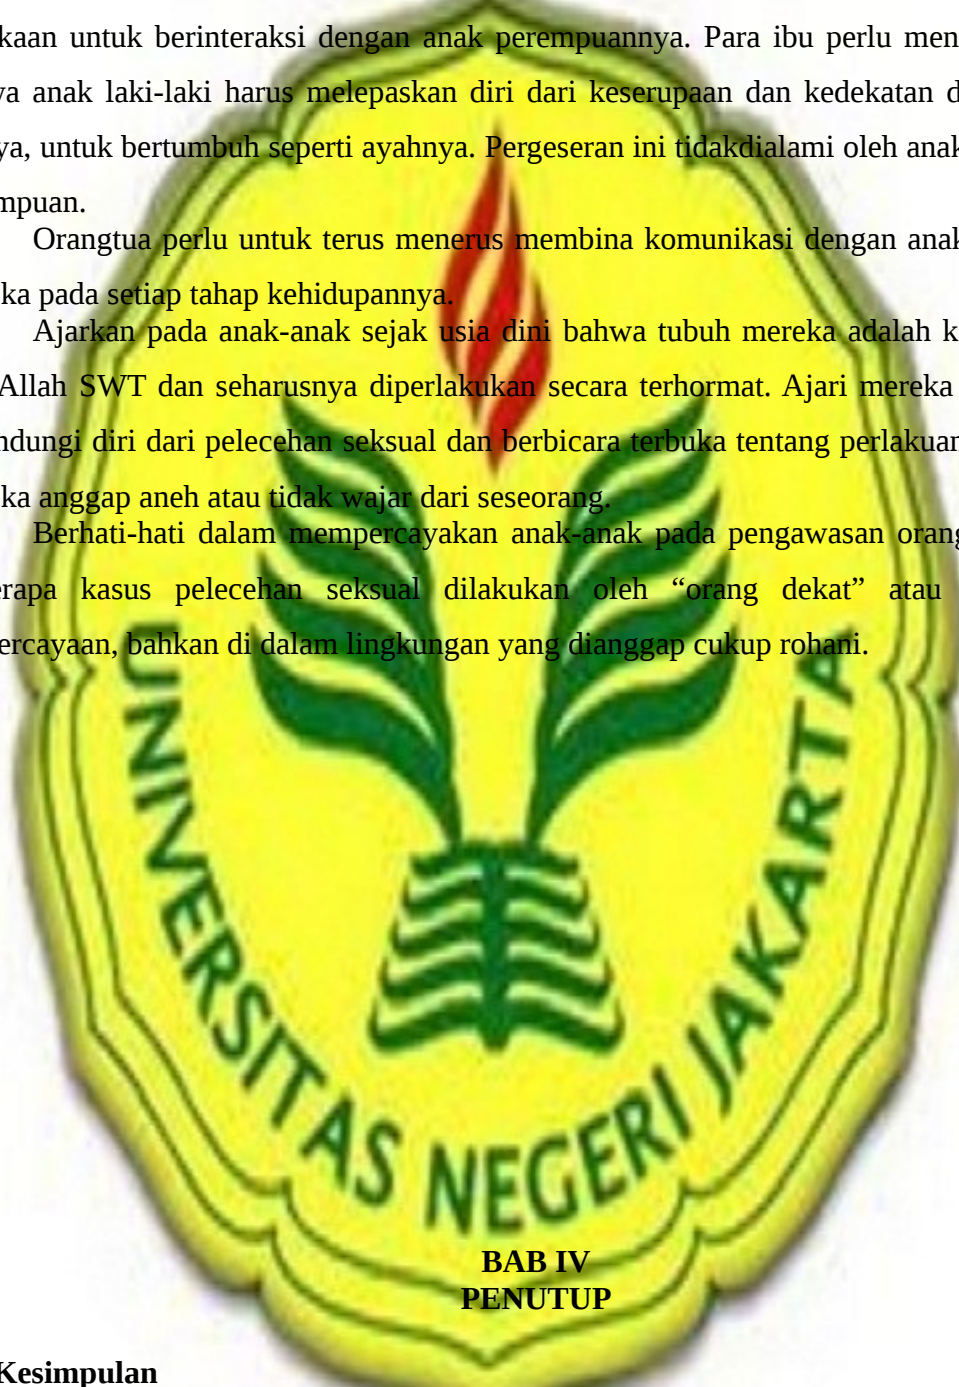 kaan untuk berinteraksi dengan anak perempuannya. Para ibu perlu men
va anak laki-laki harus melepaskan diri dari keserupaan dan kedekatan d
ya, untuk bertumbuh seperti ayahnya. Pergeseran ini tidakdialami oleh anak
mpuan.
Orangtua perlu untuk terus menerus membina komunikasi dengan anak
ka pada setiap tahap kehidupannya.
Ajarkan pada anak-anak sejak usia dini bahwa tubuh mereka adalah k
Allah SWT dan seharusnya diperlakukan secara terhormat. Ajari mereka
ndungi diri dari pelecehan seksual dan berbicara terbuka tentang perlakuan
ka anggap aneh atau tidak wajar dari seseorang.
Berhati-hati dalam mempercayakan anak-anak pada pengawasan orang
erapa kasus pelecehan seksual dilakukan oleh “orang dekat” atau
ercayaan, bahkan di dalam lingkungan yang dianggap cukup rohani.
UNIVERSITAS NEGERI JAKARTA
BAB IV
PENUTUP
Kesimpulan